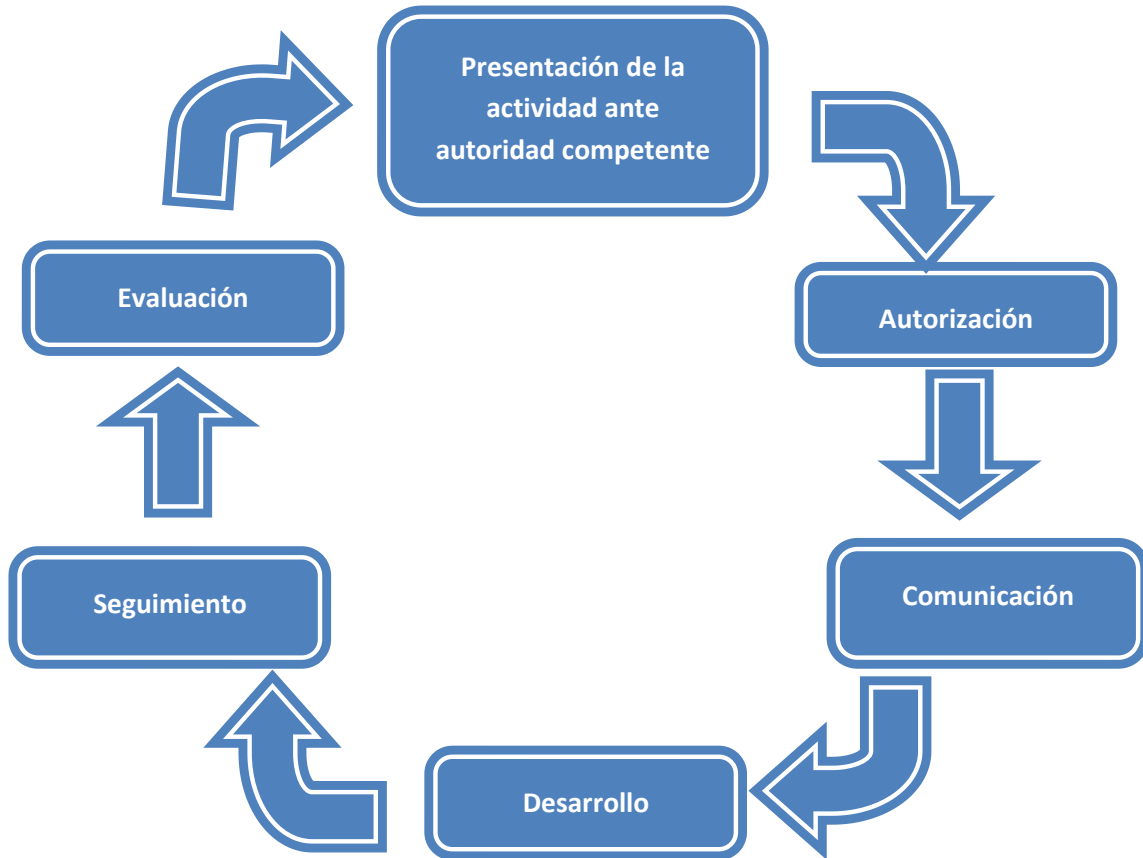 Presentación de la
actividad ante
autoridad competente
Autorización
Comunicación
Desarrollo
Seguimiento
Evaluación